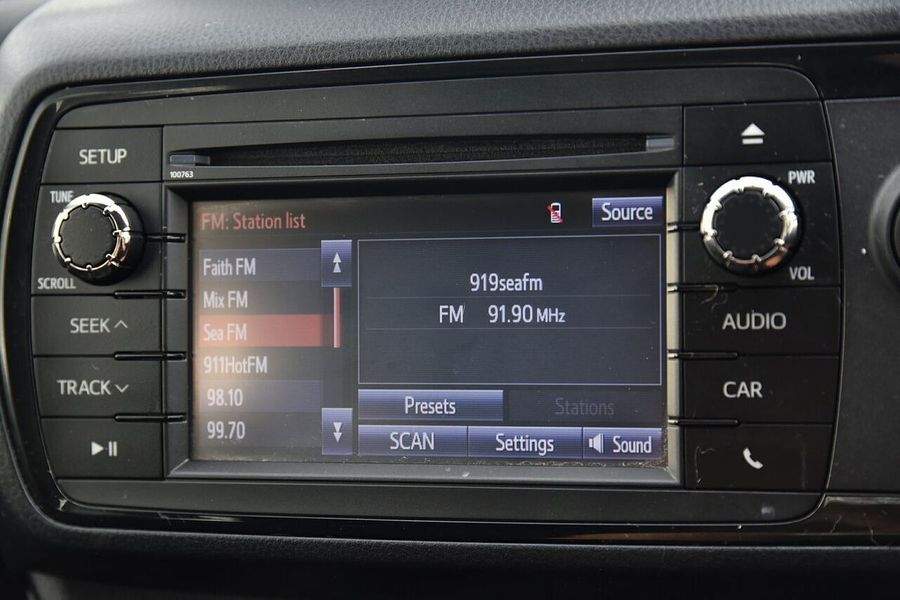 SETUP
100763
TUNE
SCROLL
SEEK
TRACK
FM: Station list
Source
Faith FM
Mix FM
Sea FM
911HotFM
98.10
99.70
919seafm
FM 91.90 MHz
Presets
Stations
SCAN
Settings
Sound
PWR
VOL
AUDIO
CAR